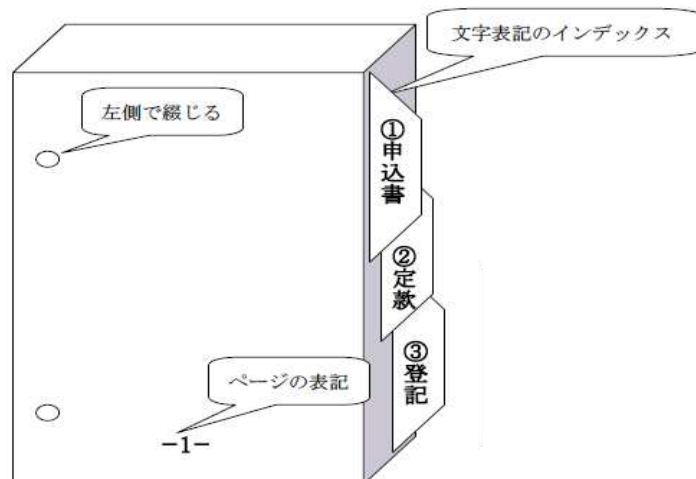 文字表記のインデックス
左側で綴じる
①申込書
②定款
③登記
ページの表記
−1−